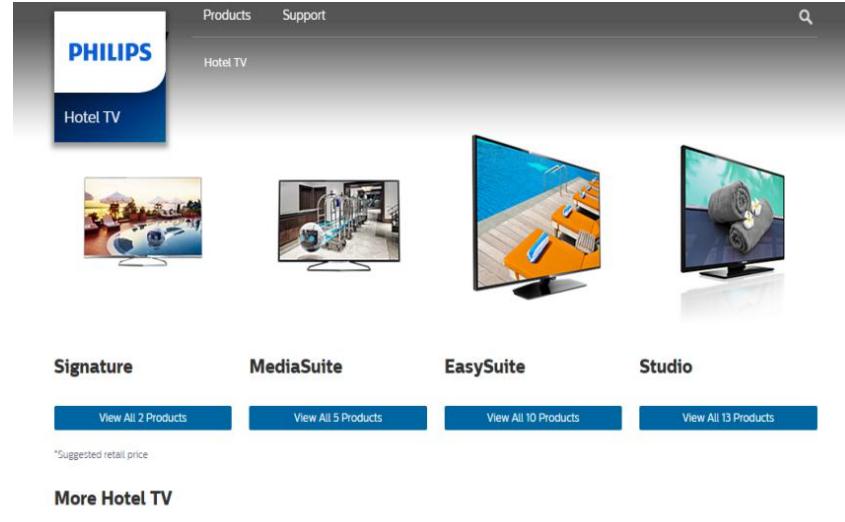 Products Support
PHILIPS
Hotel TV
Hotel TV
Signature MediaSuite EasySuite Studio
View All 2 Products View All 5 Products View All 10 Products View All 13 Products
*Suggested retail price
More Hotel TV